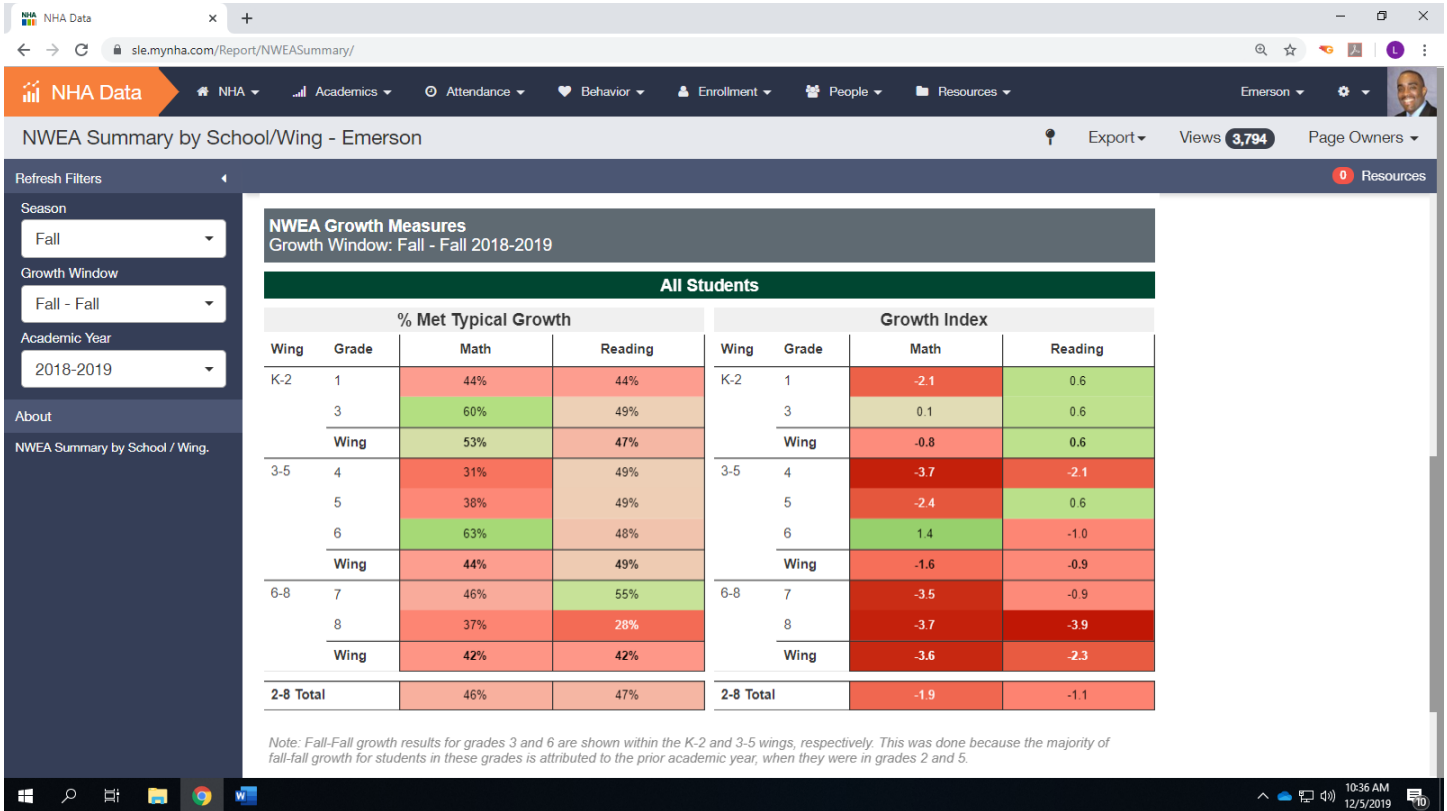 NHA NHA Data
sle.mynha.com/Report/NWEASummary/
L
NHA Data NHA Academics Attendance Behavior Enrollment People Resources Emerson
NWEA Summary by School/Wing - Emerson Export Views 3,794 Page Owners
Refresh Filters 0 Resources
Season
Fall
Growth Window
Fall - Fall
Academic Year
2018-2019
About
NWEA Summary by School / Wing.
NWEA Growth Measures
Growth Window: Fall - Fall 2018-2019
All Students
% Met Typical Growth Growth Index
Wing Grade Math Reading Wing Grade Math Reading
K-2 1 44% 44% K-2 1 -2.1 0.6
3 60% 49% 3 0.1 0.6
Wing 53% 47% Wing -0.8 0.6
3-5 4 31% 49% 3-5 4 -3.7 -2.1
5 38% 49% 5 -2.4 0.6
6 63% 48% 6 1.4 -1.0
Wing 44% 49% Wing -1.6 -0.9
6-8 7 46% 55% 6-8 7 -3.5 -0.9
8 37% 28% 8 -3.7 -3.9
Wing 42% 42% Wing -3.6 -2.3
2-8 Total 46% 47% 2-8 Total -1.9 -1.1
Note: Fall-Fall growth results for grades 3 and 6 are shown within the K-2 and 3-5 wings, respectively. This was done because the majority of
fall-fall growth for students in these grades is attributed to the prior academic year, when they were in grades 2 and 5.
10:36 AM
12/5/2019
10